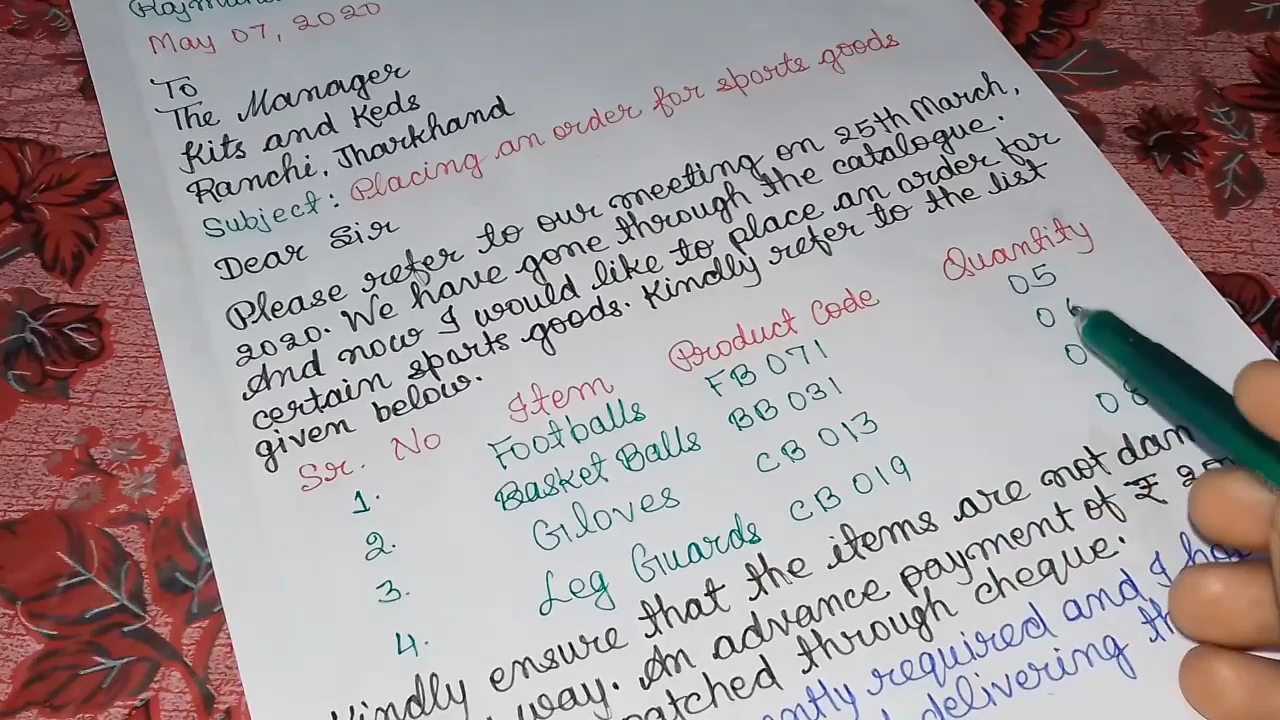 May 07, 2020
To
The Manager
Kits and Keds
Ranchi, Jharkhand
Subject: Placing an order for sports goods
Dear Sir
Please refer to our meeting on 25th March,
2020. We have gone through the catalogue.
And now I would like to place an order for
certain sports goods. Kindly refer to the list
given below.
Sr. No Item Product Code Quantity
1. Footballs FB 071 05
2. Basket Balls BB 031
3. Gloves CB 013
4. Leg Guards CB 019 08
Kindly ensure that the items are not
way. An advance payment of ₹
through cheque.
required and I
delivering